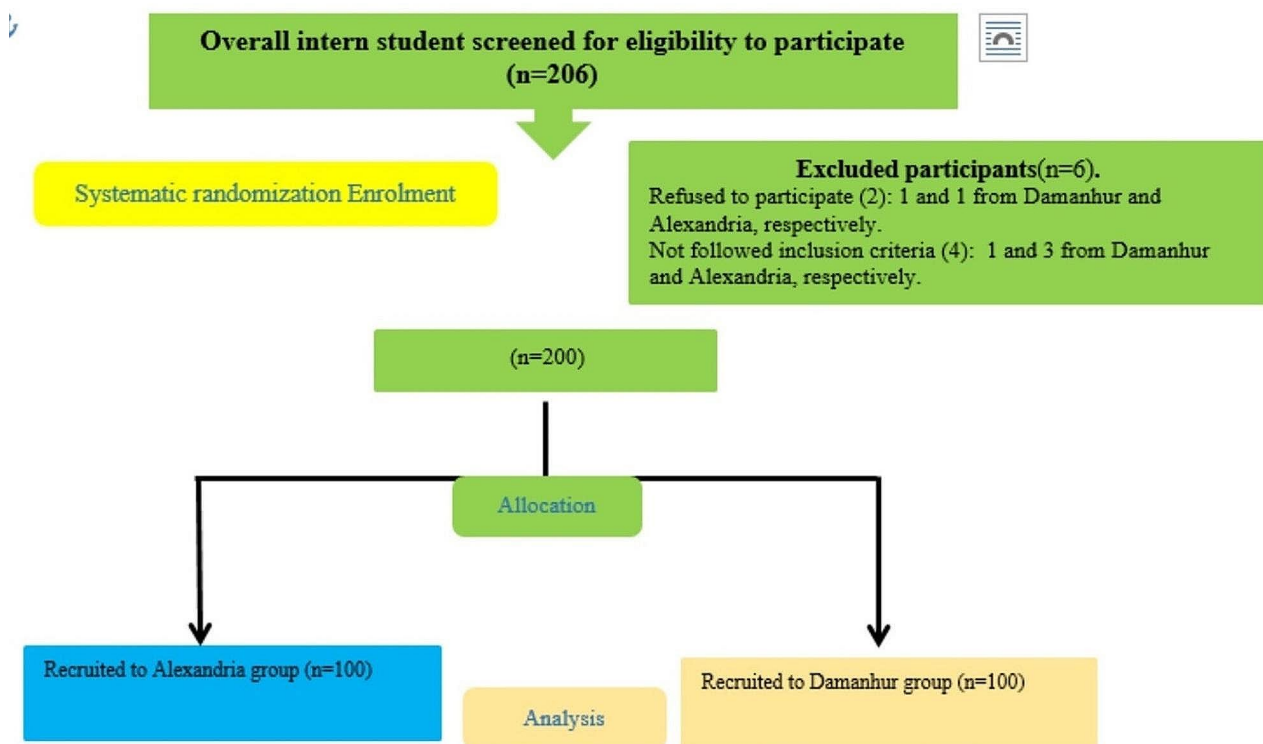 Overall intern student screened for eligibility to participate
(n=206)
Systematic randomization Enrolment
Excluded participants(n=6).
Refused to participate (2): 1 and 1 from Damanhur and
Alexandria, respectively.
Not followed inclusion criteria (4):  1 and 3 from Damanhur
and Alexandria, respectively.
(n=200)
Allocation
Recruited to Alexandria group (n=100)
Recruited to Damanhur group (n=100)
Analysis